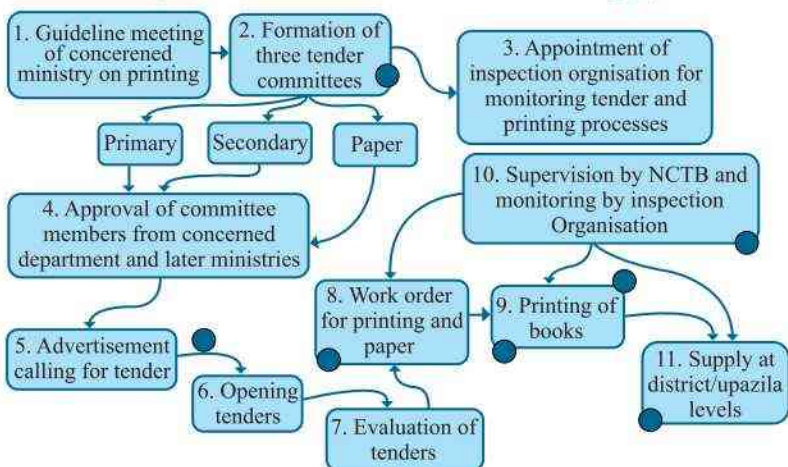 1. Guideline meeting
of concerened
ministry on printing
2. Formation of
three tender
committees
3. Appointment of
inspection orgnisation for
monitoring tender and
printing processes
Primary
Secondary
Paper
4. Approval of committee
members from concerned
department and later ministries
10. Supervision by NCTB and
monitoring by inspection
Organisation
5. Advertisement
calling for tender
6. Opening
tenders
7. Evaluation of
tenders
8. Work order
for printing and
paper
9. Printing of
books
11. Supply at
district/upazila
levels